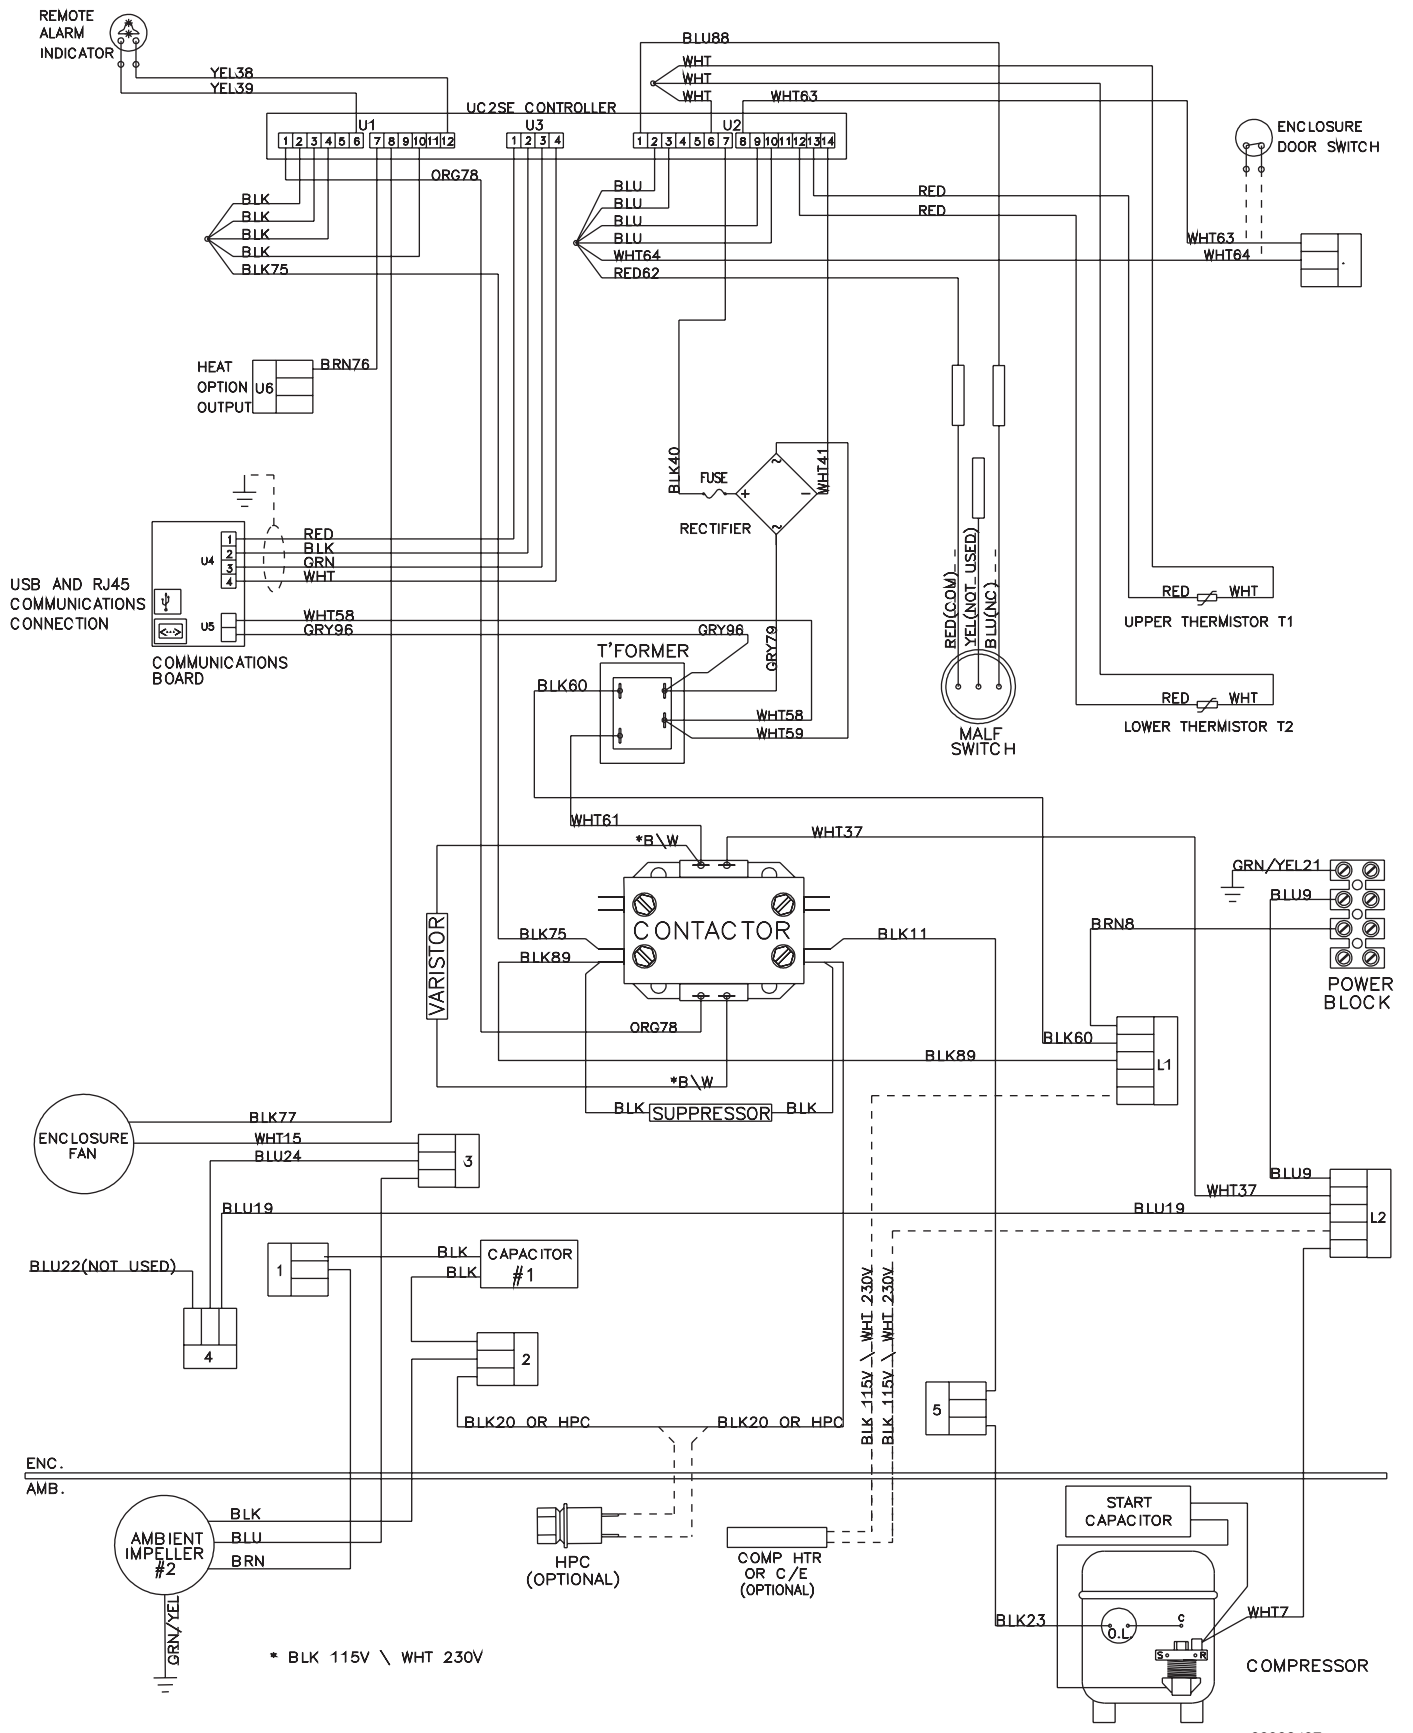 REMOTE
ALARM
INDICATOR
YEL38
YEL39
BLU88
WHT
WHT
WHT
WHT63
UC2SE CONTROLLER
U1
U3
U2
1 2 3 4 5 6 7 8 9 10 11 12
1 2 3 4
1 2 3 4 5 6 7 8 9 10 11 12 13 14
ENCLOSURE
DOOR SWITCH
ORG78
BLK
BLK
BLK
BLK
BLK75
BLU
BLU
BLU
BLU
WHT64
RED62
RED
RED
WHT63
WHT64
HEAT
OPTION
OUTPUT
U6
BRN76
BLK40
FUSE
RECTIFIER
+
-
~
~
WHT41
RED(COM)
YEL(NOT USED)
BLU(NC)
MALF
SWITCH
RED
WHT
UPPER THERMISTOR T1
RED
WHT
LOWER THERMISTOR T2
USB AND RJ45
COMMUNICATIONS
CONNECTION
U4
1
2
3
4
U5
COMMUNICATIONS
BOARD
RED
BLK
GRN
WHT
WHT58
GRY96
GRY96
GRY79
T'FORMER
BLK60
WHT58
WHT59
WHT61
*B\W
WHT37
VARISTOR
CONTACTOR
BLK75
BLK89
BLK11
ORG78
BLK89
*B\W
BLK
SUPPRESSOR
BLK
GRN/YEL21
BLU9
BRN8
POWER
BLOCK
BLK60
L1
ENCLOSURE
FAN
BLK77
WHT15
BLU24
3
BLU19
BLU19
BLU9
WHT37
L2
BLU22(NOT USED)
4
1
BLK
BLK
CAPACITOR
#1
2
BLK20 OR HPC
BLK20 OR HPC
BLK 115V / WHT 230V
BLK 115V / WHT 230V
5
ENC.
AMB.
AMBIENT
IMPELLER
#2
BLK
BLU
BRN
GRN/YEL
HPC
(OPTIONAL)
COMP HTR
OR C/E
(OPTIONAL)
START
CAPACITOR
BLK23
O.L.
C
S
R
WHT7
COMPRESSOR
* BLK 115V \ WHT 230V